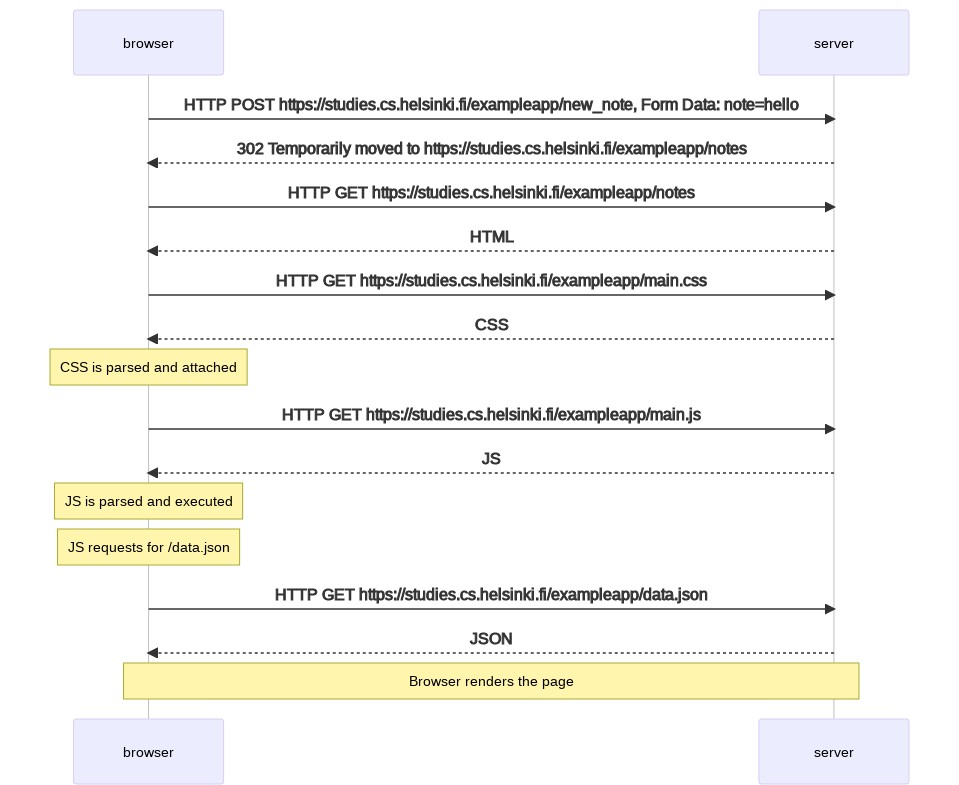 browser
server
HTTP POST https://studies.cs.helsinki.fi/exampleapp/new_note, Form Data: note=hello
302 Temporarily moved to https://studies.cs.helsinki.fi/exampleapp/notes
HTTP GET https://studies.cs.helsinki.fi/exampleapp/notes
HTML
HTTP GET https://studies.cs.helsinki.fi/exampleapp/main.css
CSS
CSS is parsed and attached
HTTP GET https://studies.cs.helsinki.fi/exampleapp/main.js
JS
JS is parsed and executed
JS requests for /data.json
HTTP GET https://studies.cs.helsinki.fi/exampleapp/data.json
JSON
Browser renders the page
browser
server